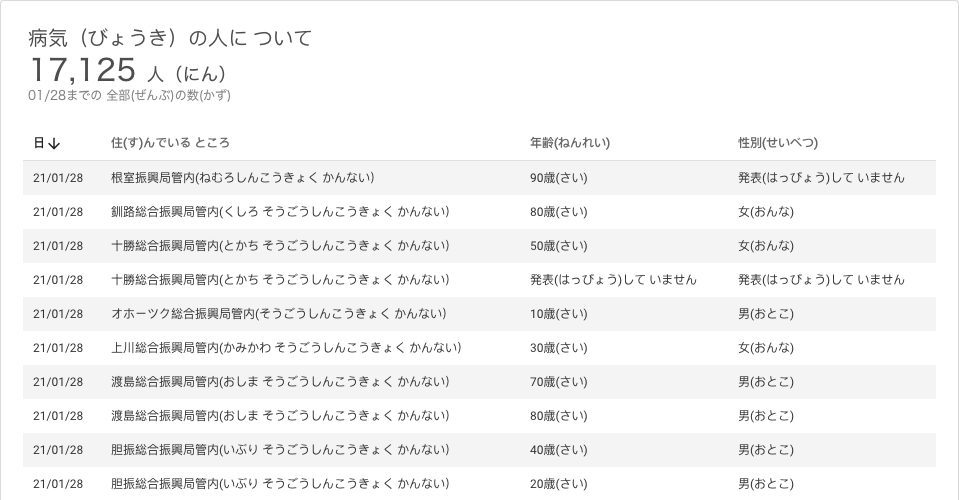 病気（びょうき）の人に ついて
17,125 人（にん）
01/28までの 全部(ぜんぶ)の数(かず)
日↓ 住(す)んでいる ところ 年齢(ねんれい) 性別(せいべつ)
21/01/28 根室振興局管内(ねむろしんこうきょく かんない) 90歳(さい) 発表(はっぴょう)して いません
21/01/28 釧路総合振興局管内(くしろ そうごうしんこうきょく かんない) 80歳(さい) 女(おんな)
21/01/28 十勝総合振興局管内(とかち そうごうしんこうきょく かんない) 50歳(さい) 女(おんな)
21/01/28 十勝総合振興局管内(とかち そうごうしんこうきょく かんない) 発表(はっぴょう)して いません 発表(はっぴょう)して いません
21/01/28 オホーツク総合振興局管内(そうごうしんこうきょく かんない) 10歳(さい) 男(おとこ)
21/01/28 上川総合振興局管内(かみかわ そうごうしんこうきょく かんない) 30歳(さい) 女(おんな)
21/01/28 渡島総合振興局管内(おしま そうごうしんこうきょく かんない) 70歳(さい) 男(おとこ)
21/01/28 渡島総合振興局管内(おしま そうごうしんこうきょく かんない) 80歳(さい) 男(おとこ)
21/01/28 胆振総合振興局管内(いぶり そうごうしんこうきょく かんない) 40歳(さい) 男(おとこ)
21/01/28 胆振総合振興局管内(いぶり そうごうしんこうきょく かんない) 20歳(さい) 男(おとこ)